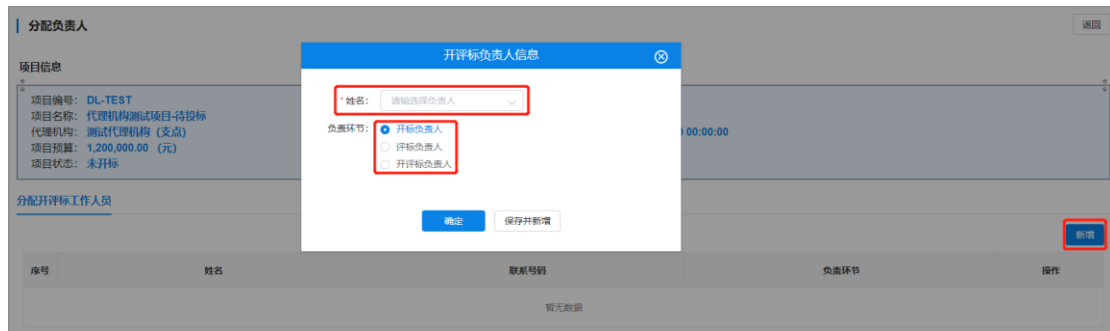 分配负责人
返回
开评标负责人信息
项目信息
项目编号： DL-TEST
项目名称： 代理机构测试项目-待投标
代理机构： 测试代理机构（支点）
项目预算： 1,200,000.00 （元）
项目状态： 未开标
00:00:00
*姓名： 请输选择负责人
负责环节： 开标负责人
评标负责人
开评标负责人
确定 保存并新增
分配开评标工作人员
新增
序号 姓名 联系号码 负责环节 操作
暂无数据